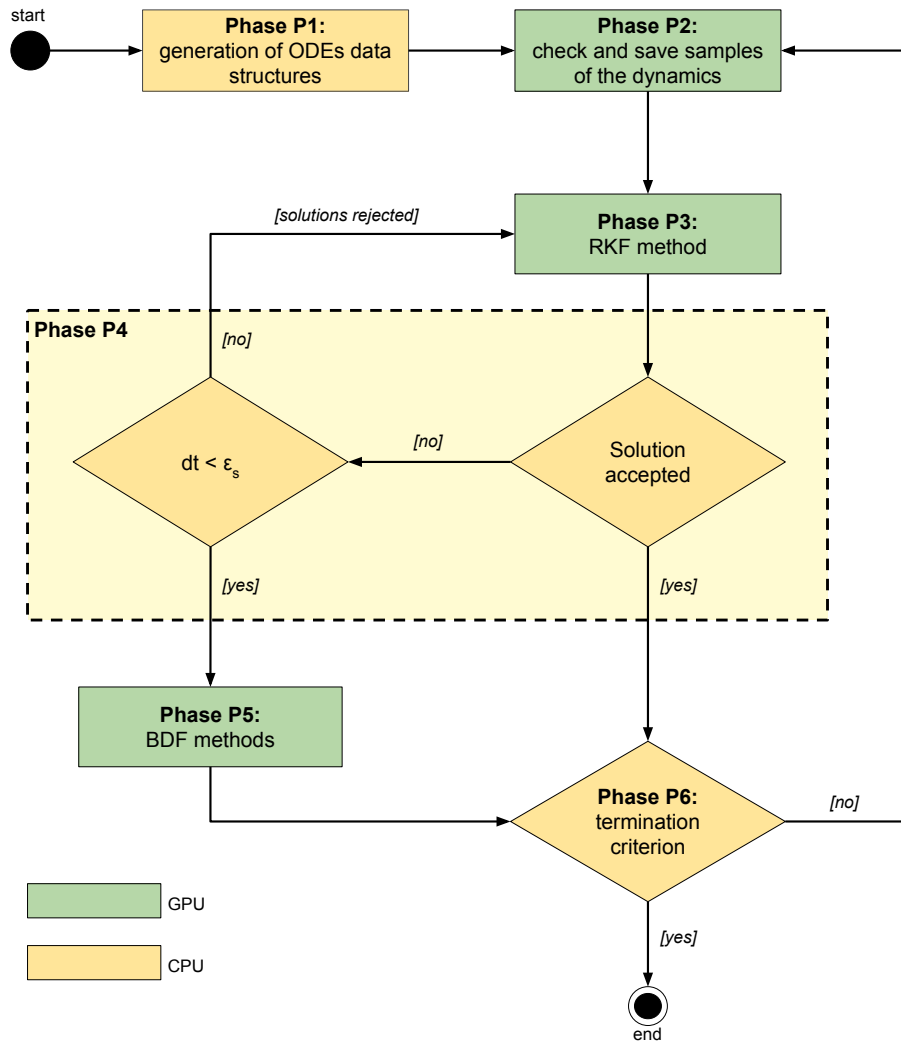 start
Phase P1:
generation of ODEs data
structures
Phase P2:
check and save samples
of the dynamics
[solutions rejected]
Phase P3:
RKF method
Phase P4
[no]
dt < εs
[no]
Solution
accepted
[yes]
[yes]
Phase P5:
BDF methods
Phase P6:
termination
criterion
[no]
GPU
CPU
[yes]
end